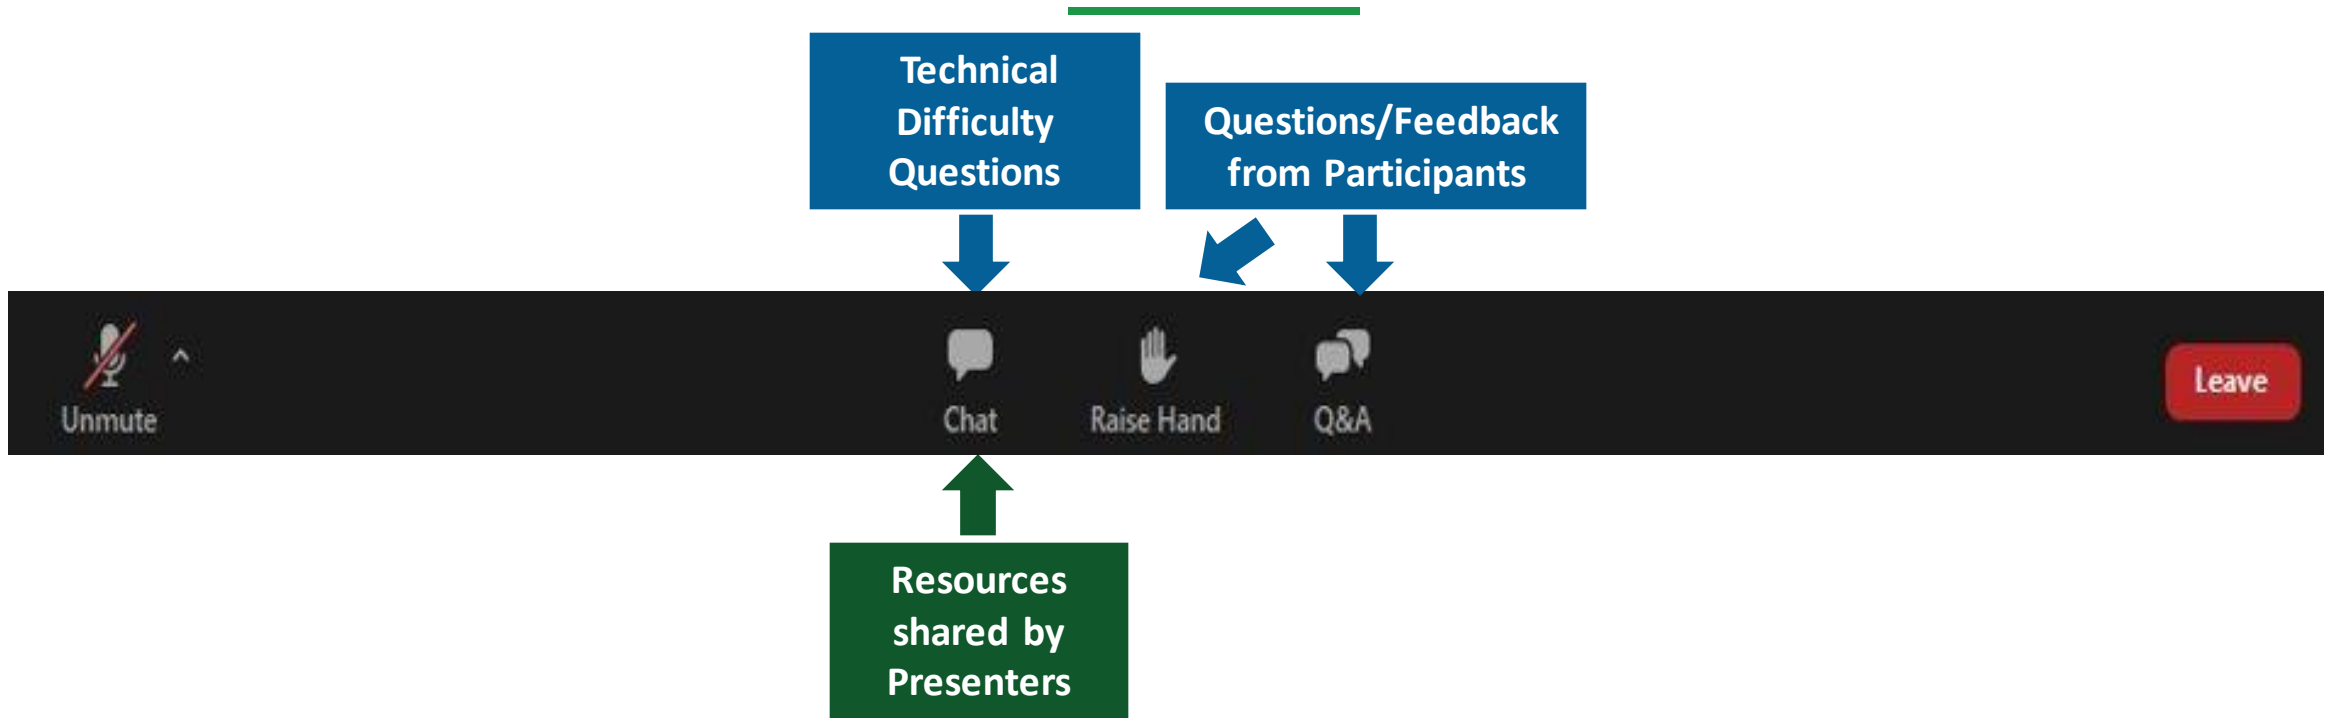 Technical
Difficulty
Questions
Questions/Feedback
from Participants
Unmute
Chat
Raise Hand
Q&A
Leave
Resources
shared by
Presenters